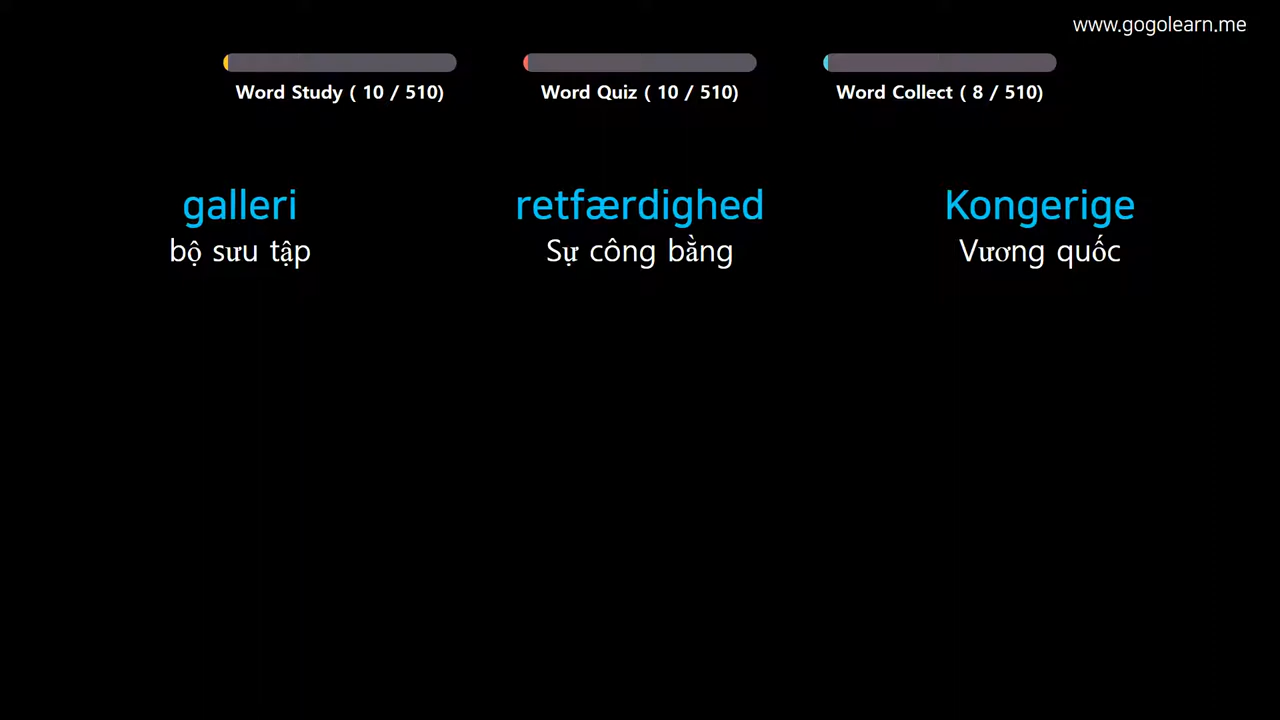 www.gogolearn.me
Word Study ( 10 / 510)
Word Quiz ( 10 / 510)
Word Collect ( 8 / 510)
galleri
bộ sưu tập
retfærdighed
Sự công bằng
Kongerige
Vương quốc